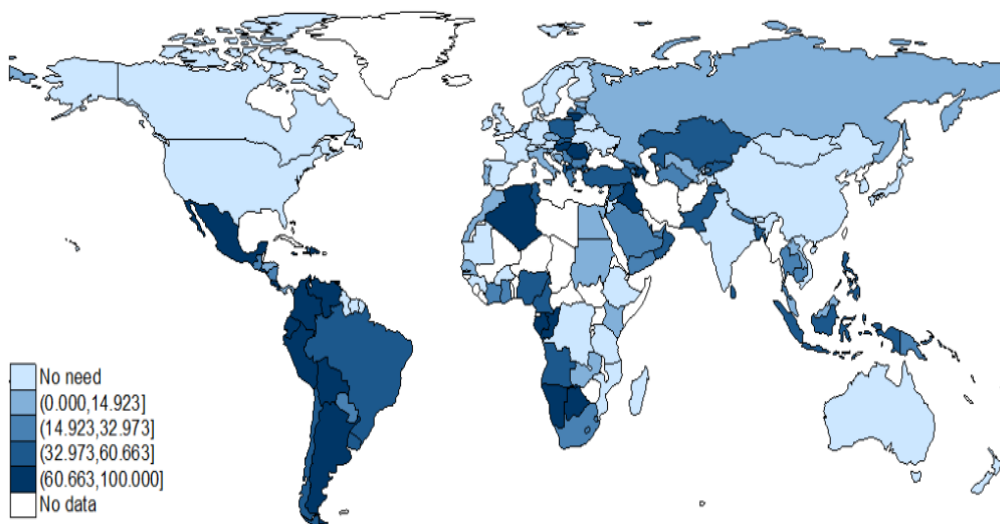 No need
(0.000,14.923]
(14.923,32.973]
(32.973,60.663]
(60.663,100.000]
No data